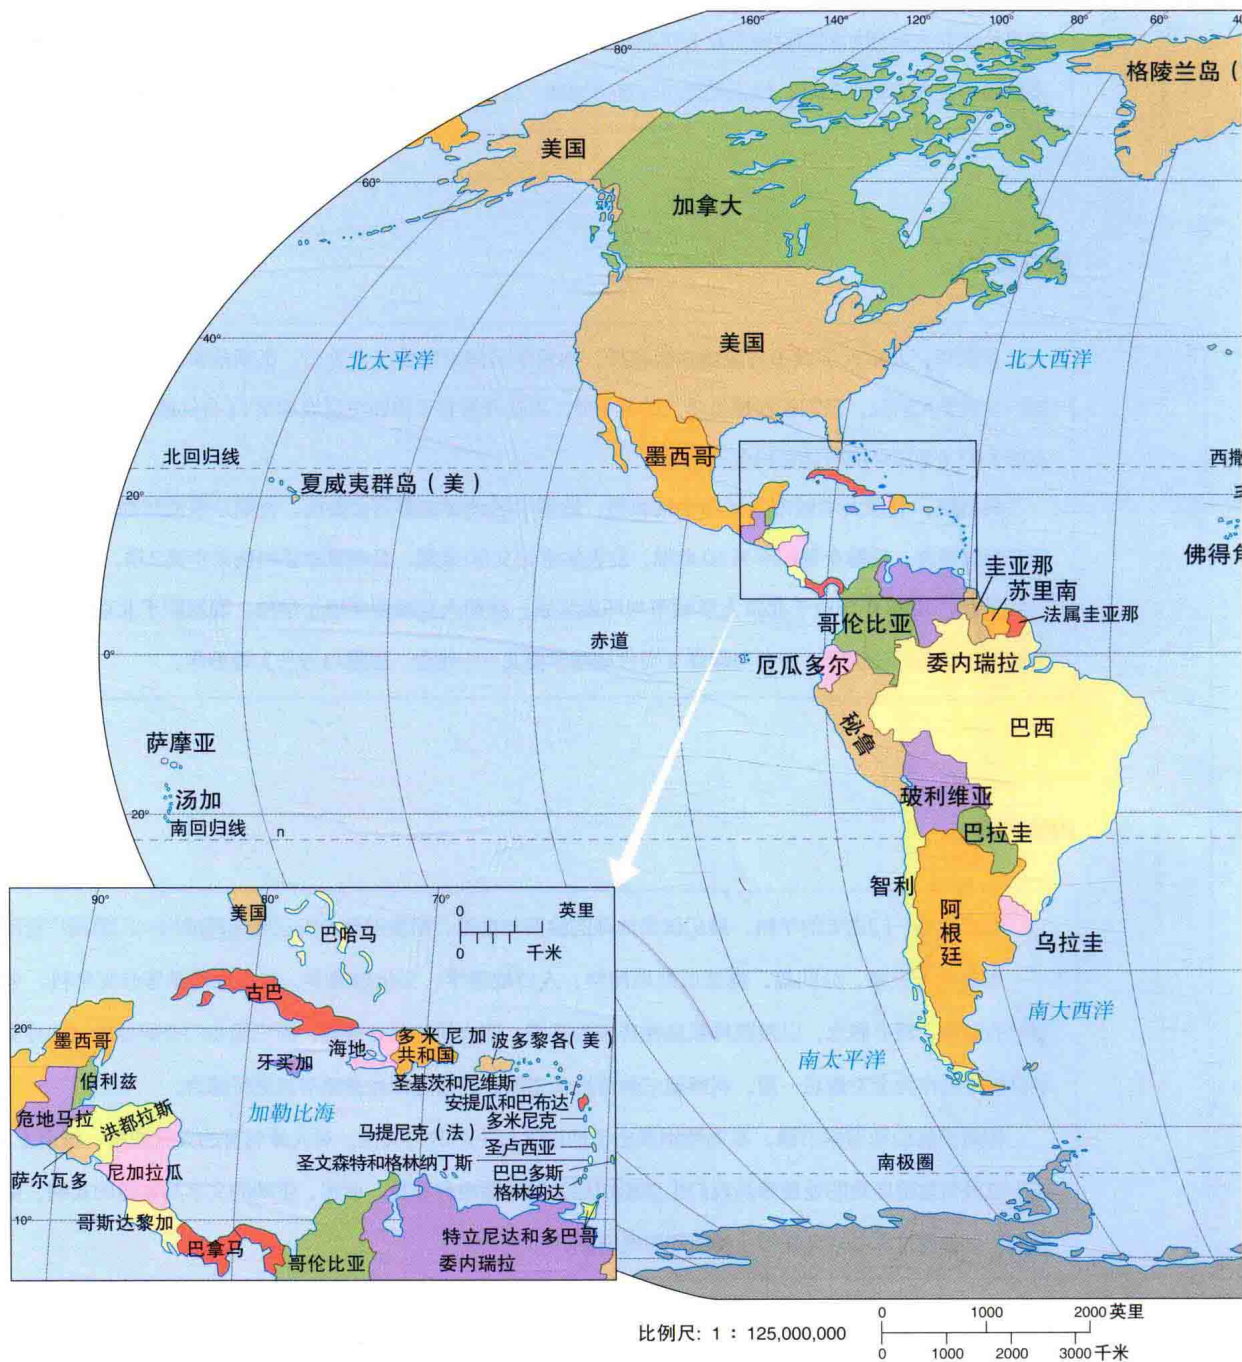 160°
140°
120°
100°
80°
60°
80°
格陵兰岛（
美国
60°
加拿大
40°
美国
北太平洋
北大西洋
北回归线
墨西哥
西撒
夏威夷群岛（美）
20°
佛得角
圭亚那
苏里南
法属圭亚那
哥伦比亚
赤道
0°
厄瓜多尔
委内瑞拉
秘鲁
巴西
萨摩亚
汤加
玻利维亚
20°
南回归线
n
巴拉圭
智利
阿根廷
乌拉圭
南大西洋
南太平洋
南极圈
90°
美国
70°
0
英里
巴哈马
千米
0
古巴
20°
墨西哥
海地
多米尼加
共和国
波多黎各(美)
牙买加
伯利兹
圣基茨和尼维斯
安提瓜和巴布达
危地马拉
洪都拉斯
加勒比海
多米尼克
马提尼克(法)
圣卢西亚
萨尔瓦多
尼加拉瓜
圣文森特和格林纳丁斯
巴巴多斯
格林纳达
10°
哥斯达黎加
巴拿马
特立尼达和多巴哥
哥伦比亚
委内瑞拉
比例尺: 1 : 125,000,000
0 1000 2000 英里
0 1000 2000 3000 千米